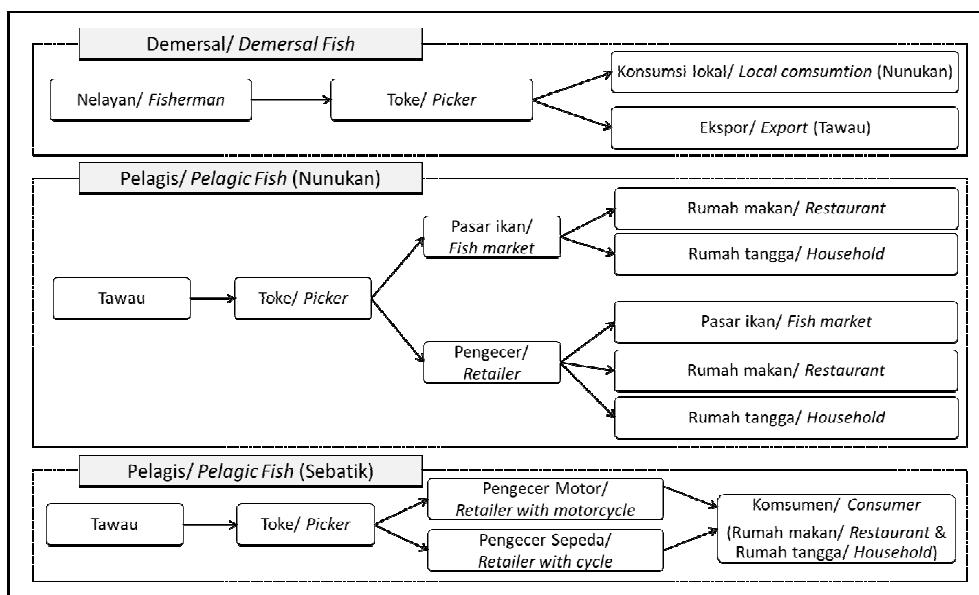 Demersal/ Demersal Fish
Nelayan/ Fisherman
Toke/ Picker
Konsumsi lokal/ Local comsumtion (Nunukan)
Ekspor/ Export (Tawau)
Pelagis/ Pelagic Fish (Nunukan)
Tawau
Toke/ Picker
Pasar ikan/
Fish market
Rumah makan/ Restaurant
Rumah tangga/ Household
Pengecer/
Retailer
Pasar ikan/ Fish market
Rumah makan/ Restaurant
Rumah tangga/ Household
Pelagis/ Pelagic Fish (Sebatik)
Tawau
Toke/ Picker
Pengecer Motor/
Retailer with motorcycle
Pengecer Sepeda/
Retailer with cycle
Komsumen/ Consumer
(Rumah makan/ Restaurant &
Rumah tangga/ Household)